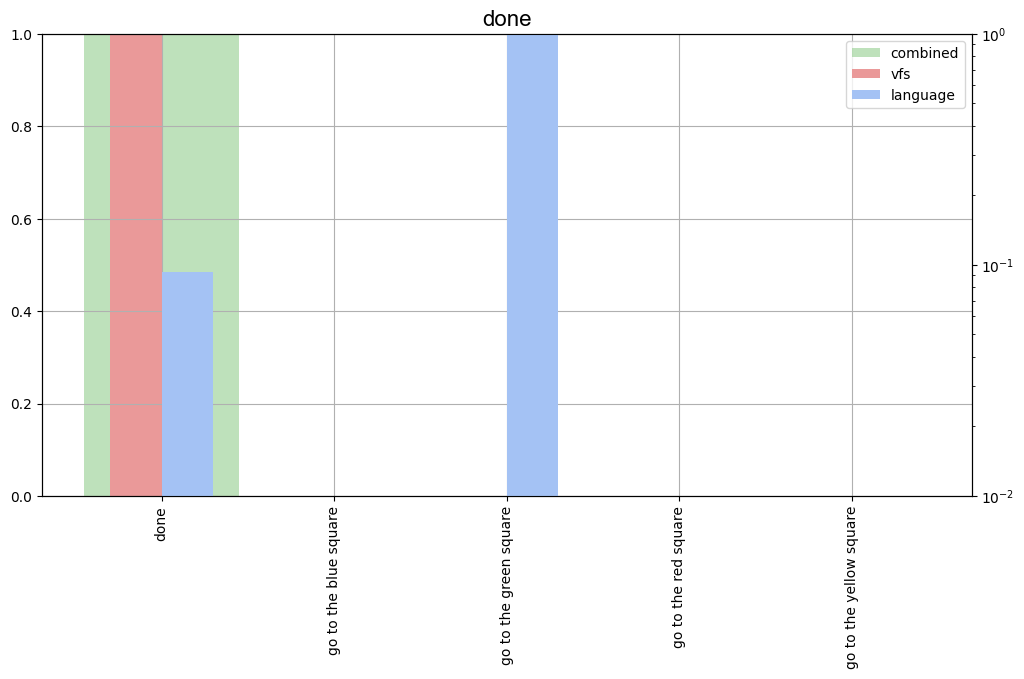 done
1.0
0.8
0.6
0.4
0.2
0.0
10⁰
10⁻¹
10⁻²
combined
vfs
language
done
go to the blue square
go to the green square
go to the red square
go to the yellow square